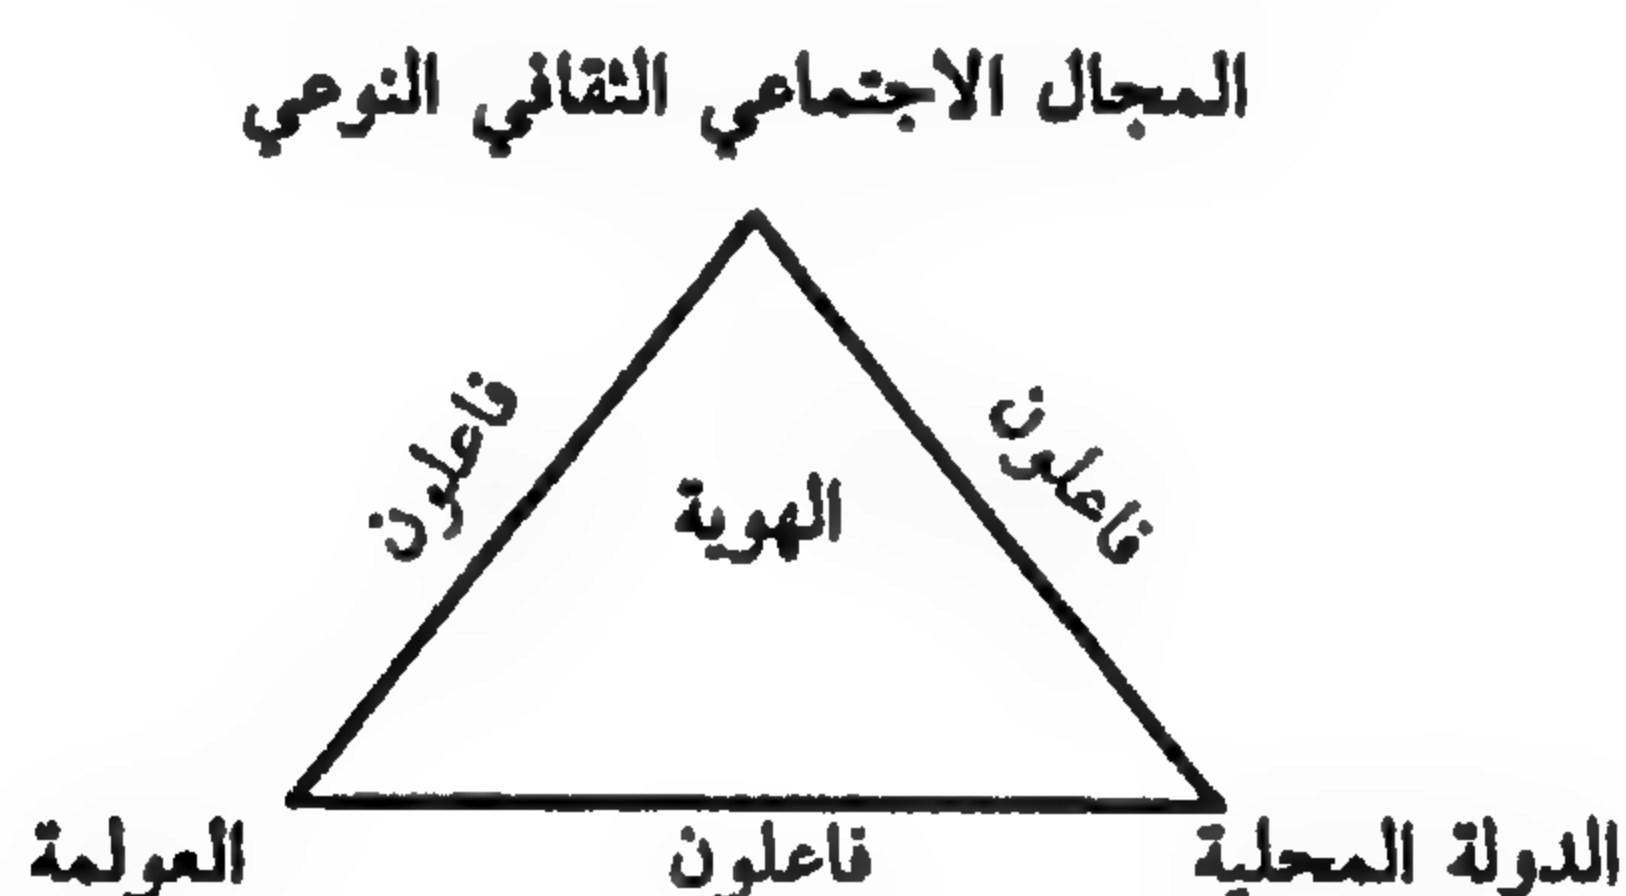 المجال الاجتماعي الثقافي النوعي
فاعلون
فاعلون
الهوية
الدولة المحلية
فاعلون
العولمة